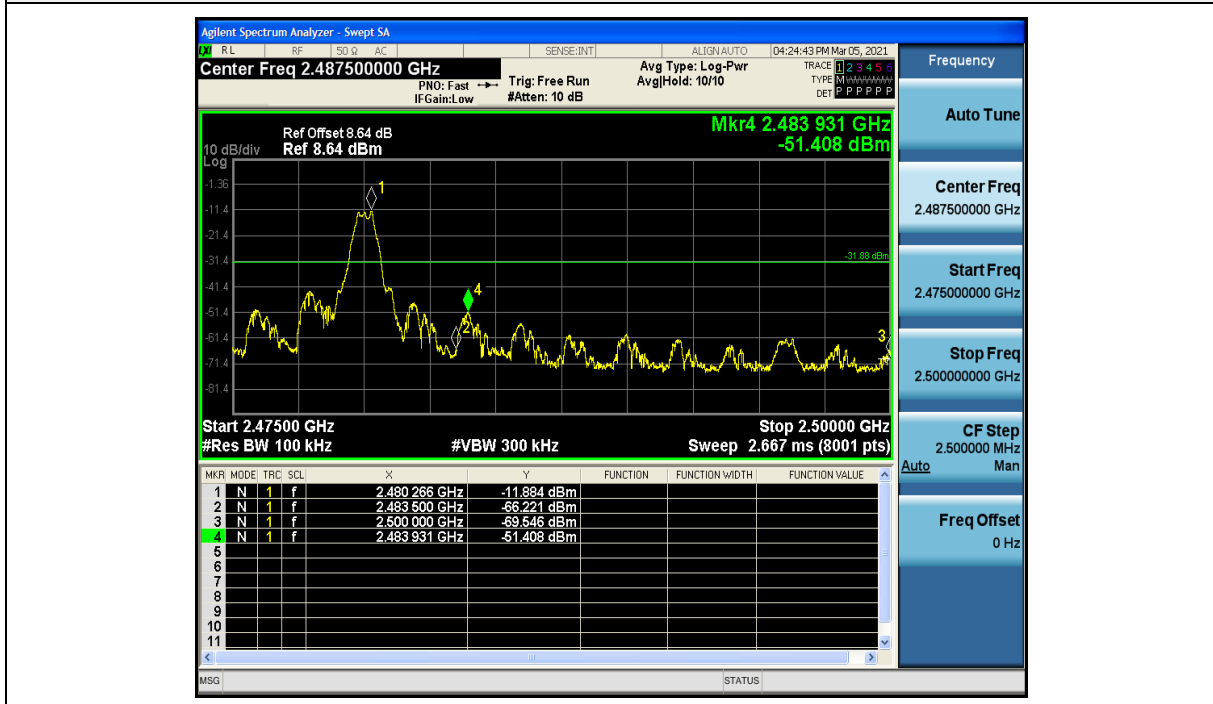 Agilent Spectrum Analyzer - Swept SA
LXI RL RF 50 Ω AC SENSE:INT ALIGN AUTO 04:24:43 PM Mar 05, 2021
Center Freq 2.487500000 GHz
PNO: Fast
IFGain:Low
Trig: Free Run
#Atten: 10 dB
Avg Type: Log-Pwr
Avg|Hold: 10/10
TRACE 1 2 3 4 5 6
TYPE M
DET P P P P P P
Mkr4 2.483 931 GHz
-51.408 dBm
Ref Offset 8.64 dB
10 dB/div Ref 8.64 dBm
Log
-1.36
-11.4
-21.4
-31.4
-41.4
-51.4
-61.4
-71.4
-81.4
1
-31.88 dBm
4
2
3
Start 2.47500 GHz Stop 2.50000 GHz
#Res BW 100 kHz #VBW 300 kHz Sweep 2.667 ms (8001 pts)
MKR MODE TRC SCL X Y FUNCTION FUNCTION WIDTH FUNCTION VALUE
1 N 1 f 2.480 266 GHz -11.884 dBm
2 N 1 f 2.483 500 GHz -66.221 dBm
3 N 1 f 2.500 000 GHz -69.546 dBm
4 N 1 f 2.483 931 GHz -51.408 dBm
5
6
7
8
9
10
11
MSG STATUS
Frequency
Auto Tune
Center Freq
2.487500000 GHz
Start Freq
2.475000000 GHz
Stop Freq
2.500000000 GHz
CF Step
2.500000 MHz
Auto Man
Freq Offset
0 Hz